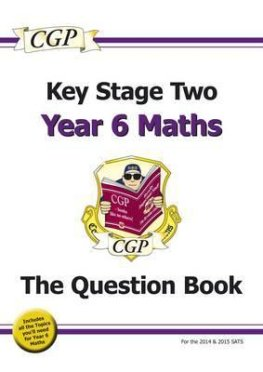 CGP
Key Stage Two
Year 6 Maths
CGP
CGP
The Question Book
Includes
all the Topics
you'll need
for Year 6
Maths
For the 2014 & 2015 SATS